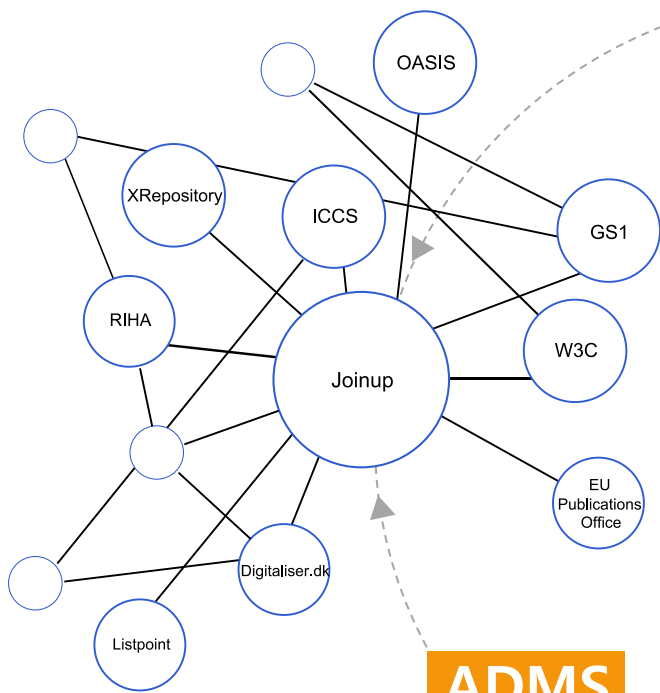 OASIS
XRepository
ICCS
GS1
RIHA
W3C
Joinup
EU
Publications
Office
Digitaliser.dk
Listpoint
ADMS